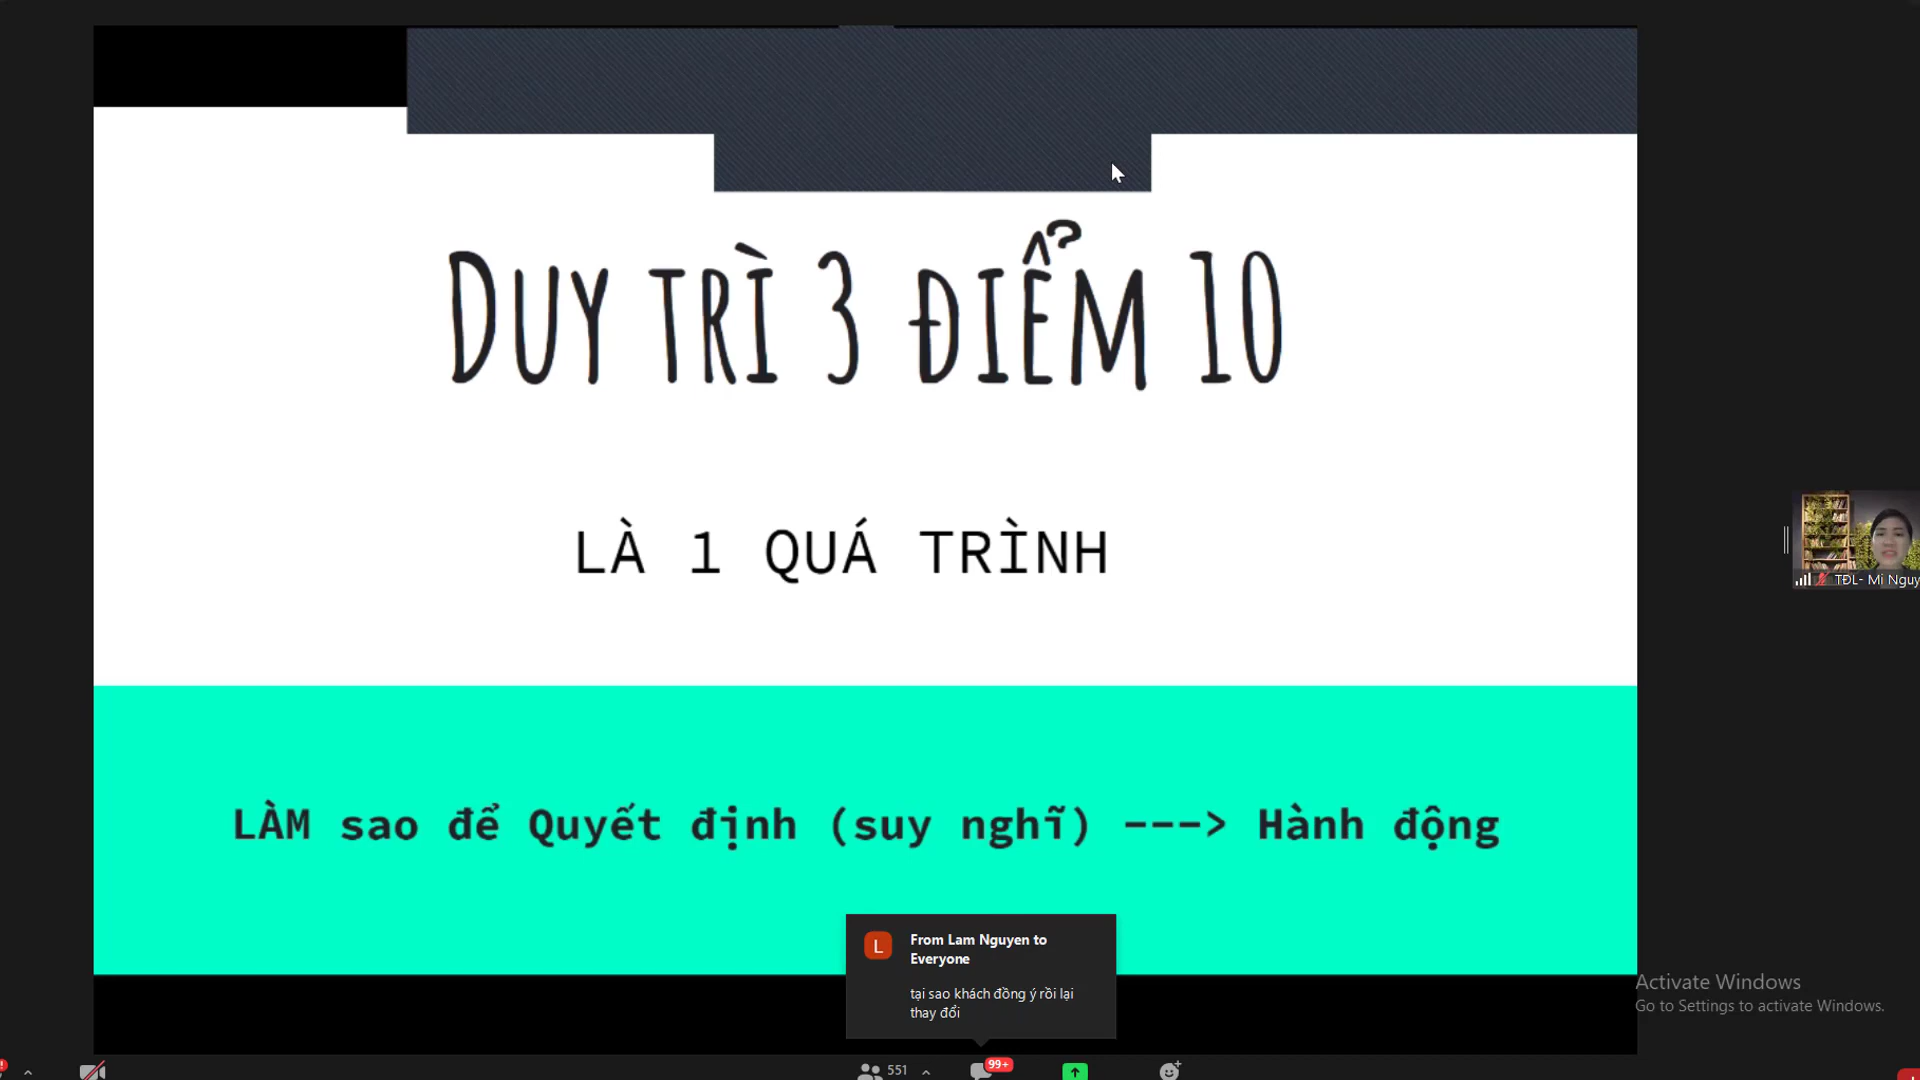 DUY TRÌ 3 ĐIỂM 10
LÀ 1 QUÁ TRÌNH
LÀM sao để Quyết định (suy nghĩ) ---> Hành động
L
From Lam Nguyen to
Everyone
tại sao khách đồng ý rồi lại
thay đổi
TĐL- Mi Nguy
Activate Windows
Go to Settings to activate Windows.
551
99+